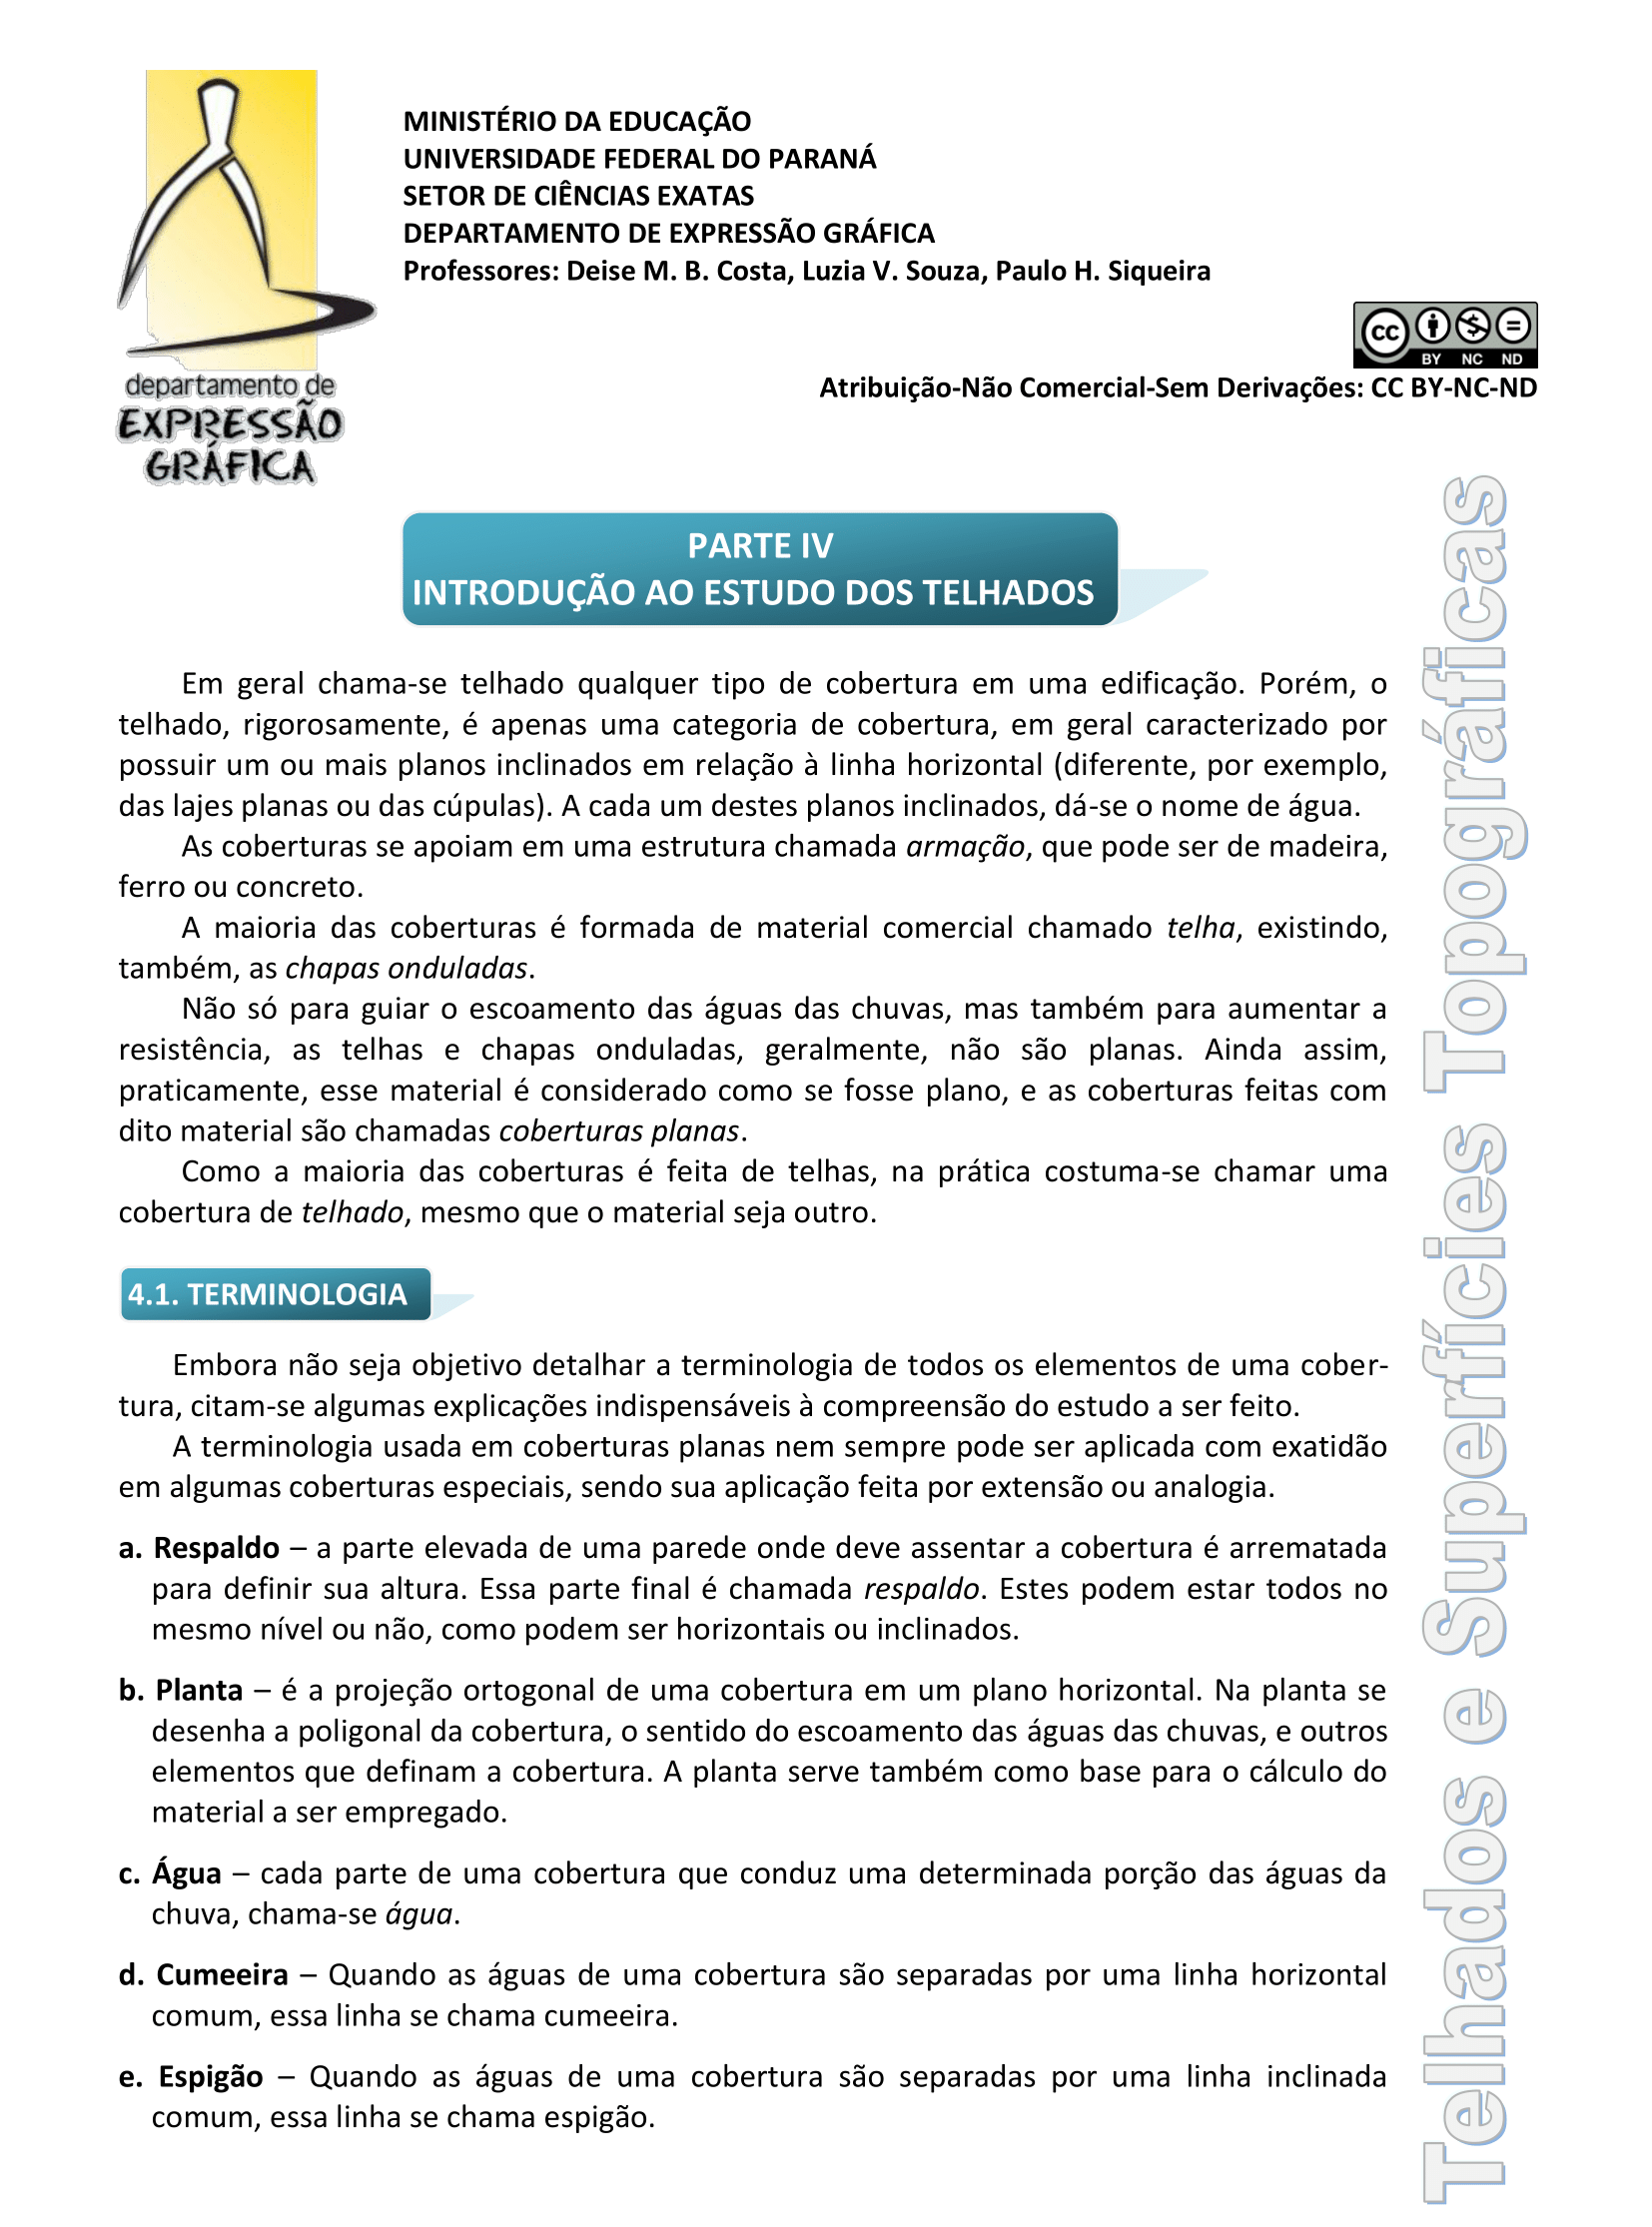 MINISTÉRIO DA EDUCAÇÃO
UNIVERSIDADE FEDERAL DO PARANÁ
SETOR DE CIÊNCIAS EXATAS
DEPARTAMENTO DE EXPRESSÃO GRÁFICA
Professores: Deise M. B. Costa, Luzia V. Souza, Paulo H. Siqueira
cc
BY NC ND
Atribuição-Não Comercial-Sem Derivações: CC BY-NC-ND
departamento de
EXPRESSÃO
GRÁFICA
PARTE IV
INTRODUÇÃO AO ESTUDO DOS TELHADOS
Em geral chama-se telhado qualquer tipo de cobertura em uma edificação. Porém, o
telhado, rigorosamente, é apenas uma categoria de cobertura, em geral caracterizado por
possuir um ou mais planos inclinados em relação à linha horizontal (diferente, por exemplo,
das lajes planas ou das cúpulas). A cada um destes planos inclinados, dá-se o nome de água.
As coberturas se apoiam em uma estrutura chamada armação, que pode ser de madeira,
ferro ou concreto.
A maioria das coberturas é formada de material comercial chamado telha, existindo,
também, as chapas onduladas.
Não só para guiar o escoamento das águas das chuvas, mas também para aumentar a
resistência, as telhas e chapas onduladas, geralmente, não são planas. Ainda assim,
praticamente, esse material é considerado como se fosse plano, e as coberturas feitas com
dito material são chamadas coberturas planas.
Como a maioria das coberturas é feita de telhas, na prática costuma-se chamar uma
cobertura de telhado, mesmo que o material seja outro.
4.1. TERMINOLOGIA
Embora não seja objetivo detalhar a terminologia de todos os elementos de uma cober-
tura, citam-se algumas explicações indispensáveis à compreensão do estudo a ser feito.
A terminologia usada em coberturas planas nem sempre pode ser aplicada com exatidão
em algumas coberturas especiais, sendo sua aplicação feita por extensão ou analogia.
a. Respaldo – a parte elevada de uma parede onde deve assentar a cobertura é arrematada
para definir sua altura. Essa parte final é chamada respaldo. Estes podem estar todos no
mesmo nível ou não, como podem ser horizontais ou inclinados.
b. Planta – é a projeção ortogonal de uma cobertura em um plano horizontal. Na planta se
desenha a poligonal da cobertura, o sentido do escoamento das águas das chuvas, e outros
elementos que definam a cobertura. A planta serve também como base para o cálculo do
material a ser empregado.
c. Água – cada parte de uma cobertura que conduz uma determinada porção das águas da
chuva, chama-se água.
d. Cumeeira – Quando as águas de uma cobertura são separadas por uma linha horizontal
comum, essa linha se chama cumeeira.
e. Espigão – Quando as águas de uma cobertura são separadas por uma linha inclinada
comum, essa linha se chama espigão.
Telhados e Superfícies Topográficas